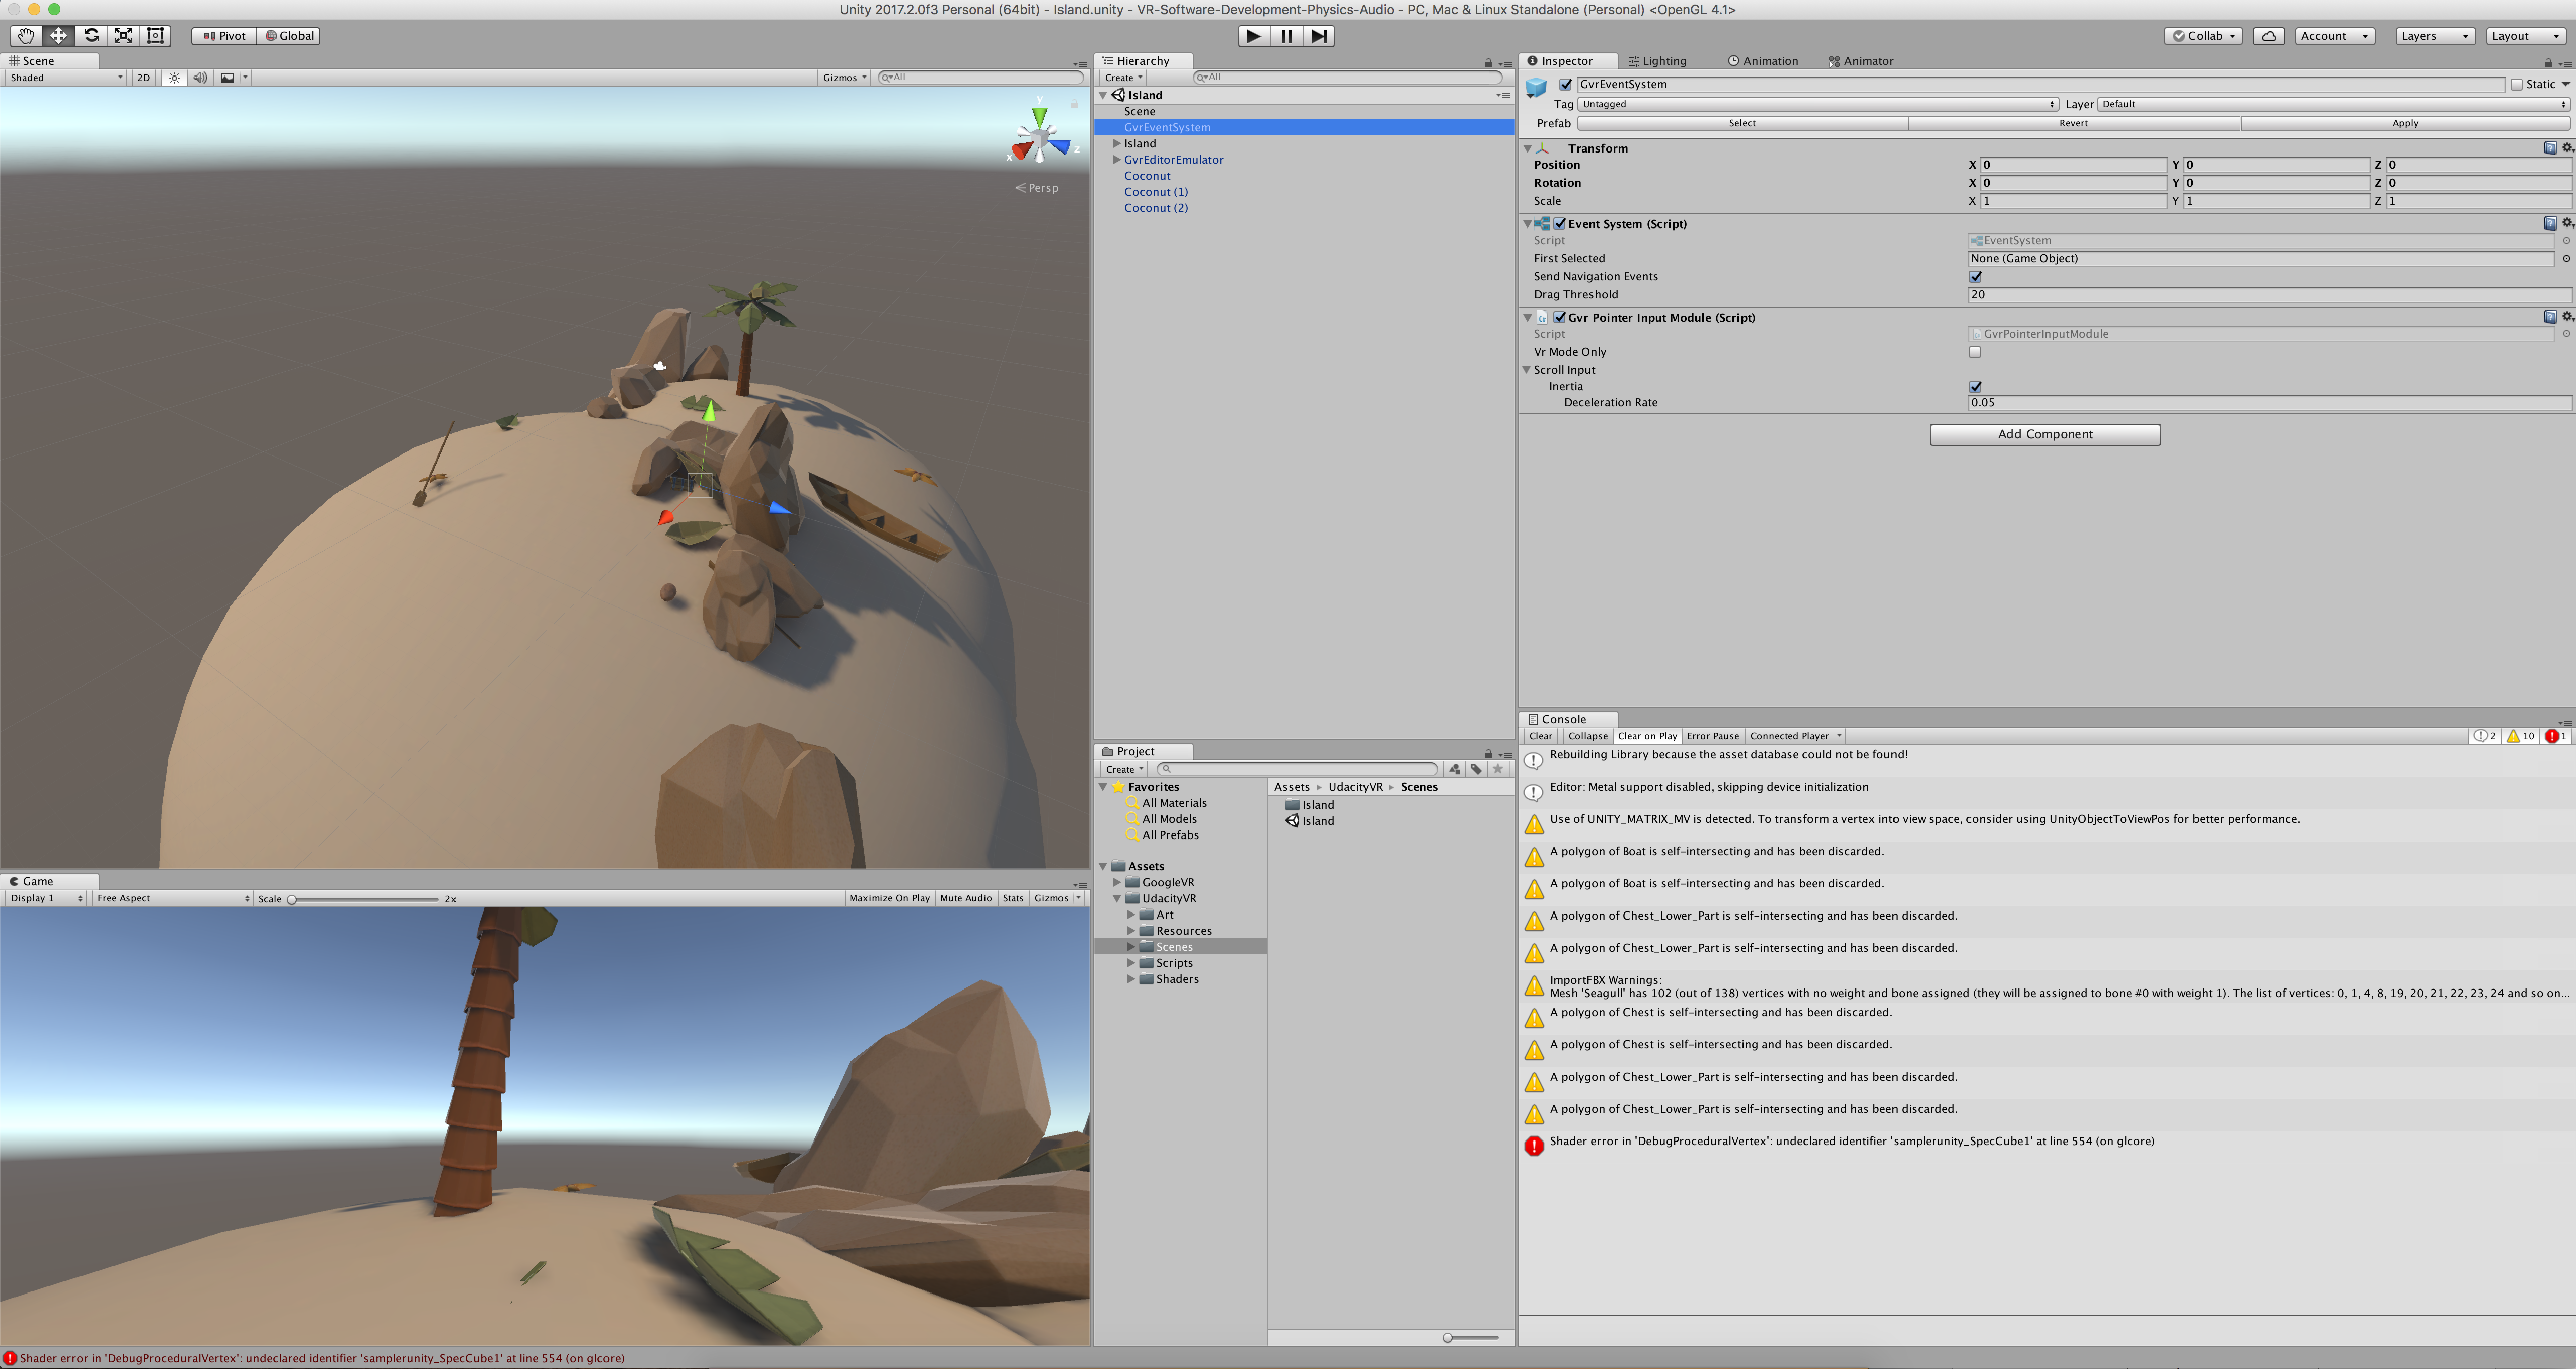 Unity 2017.2.0f3 Personal (64bit) - Island.unity - VR-Software-Development-Physics-Audio - PC, Mac & Linux Standalone (Personal) <OpenGL 4.1>
Pivot Global
Collab Account Layers Layout
Scene
Shaded 2D Gizmos All
y
x z
Persp
Hierarchy
Create All
Island
Scene
GvrEventSystem
Island
GvrEditorEmulator
Coconut
Coconut (1)
Coconut (2)
Inspector Lighting Animation Animator
GvrEventSystem Static
Tag Untagged Layer Default
Prefab Select Revert Apply
Transform
Position X 0 Y 0 Z 0
Rotation X 0 Y 0 Z 0
Scale X 1 Y 1 Z 1
Event System (Script)
Script EventSystem
First Selected None (Game Object)
Send Navigation Events
Drag Threshold 20
Gvr Pointer Input Module (Script)
Script GvrPointerInputModule
Vr Mode Only
Scroll Input
Inertia
Deceleration Rate 0.05
Add Component
Game
Display 1 Free Aspect Scale 2x Maximize On Play Mute Audio Stats Gizmos
Project
Create
Favorites
All Materials
All Models
All Prefabs
Assets
GoogleVR
UdacityVR
Art
Resources
Scenes
Scripts
Shaders
Assets UdacityVR Scenes
Island
Island
Console
Clear Collapse Clear on Play Error Pause Connected Player 2 10 1
Rebuilding Library because the asset database could not be found!
Editor: Metal support disabled, skipping device initialization
Use of UNITY_MATRIX_MV is detected. To transform a vertex into view space, consider using UnityObjectToViewPos for better performance.
A polygon of Boat is self-intersecting and has been discarded.
A polygon of Boat is self-intersecting and has been discarded.
A polygon of Chest_Lower_Part is self-intersecting and has been discarded.
A polygon of Chest_Lower_Part is self-intersecting and has been discarded.
ImportFBX Warnings:
Mesh 'Seagull' has 102 (out of 138) vertices with no weight and bone assigned (they will be assigned to bone #0 with weight 1). The list of vertices: 0, 1, 4, 8, 19, 20, 21, 22, 23, 24 and so on...
A polygon of Chest is self-intersecting and has been discarded.
A polygon of Chest is self-intersecting and has been discarded.
A polygon of Chest_Lower_Part is self-intersecting and has been discarded.
A polygon of Chest_Lower_Part is self-intersecting and has been discarded.
Shader error in 'DebugProceduralVertex': undeclared identifier 'samplerunity_SpecCube1' at line 554 (on glcore)
Shader error in 'DebugProceduralVertex': undeclared identifier 'samplerunity_SpecCube1' at line 554 (on glcore)